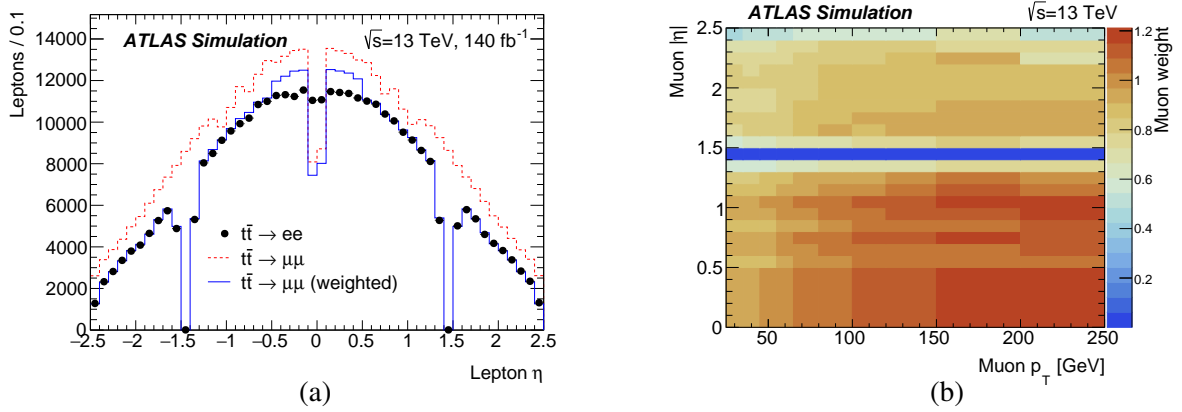 ATLAS Simulation
√s=13 TeV, 140 fb⁻¹
Leptons / 0.1
14000
12000
10000
8000
6000
4000
2000
0
tt̄ → ee
tt̄ → μμ
tt̄ → μμ (weighted)
−2.5 −2 −1.5 −1 −0.5 0 0.5 1 1.5 2 2.5
Lepton η
(a)
ATLAS Simulation
√s=13 TeV
Muon |η|
2.5
2
1.5
1
0.5
0
50 100 150 200 250
Muon p_T [GeV]
1.2
1
0.8
0.6
0.4
0.2
Muon weight
(b)